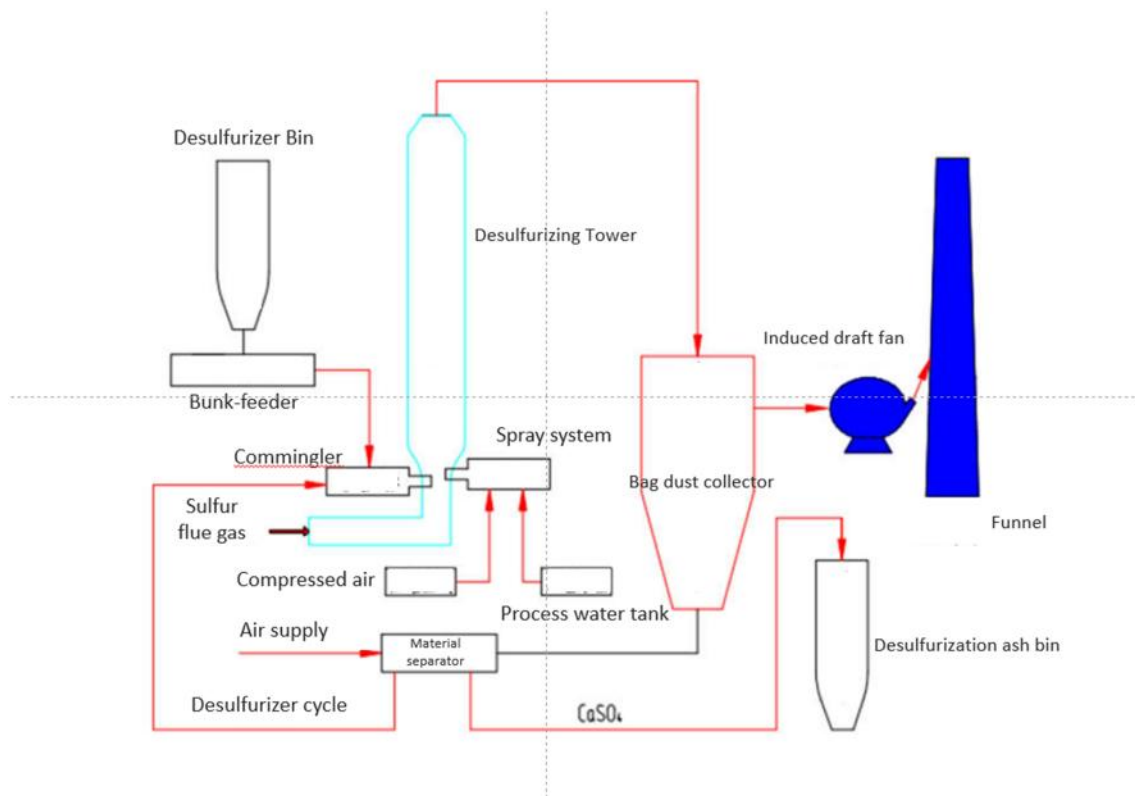 Desulfurizer Bin
Desulfurizing Tower
Induced draft fan
Bunk-feeder
Spray system
Commingler
Bag dust collector
Sulfur
flue gas
Funnel
Compressed air
Process water tank
Air supply
Material
separator
Desulfurization ash bin
Desulfurizer cycle
CaSO₄